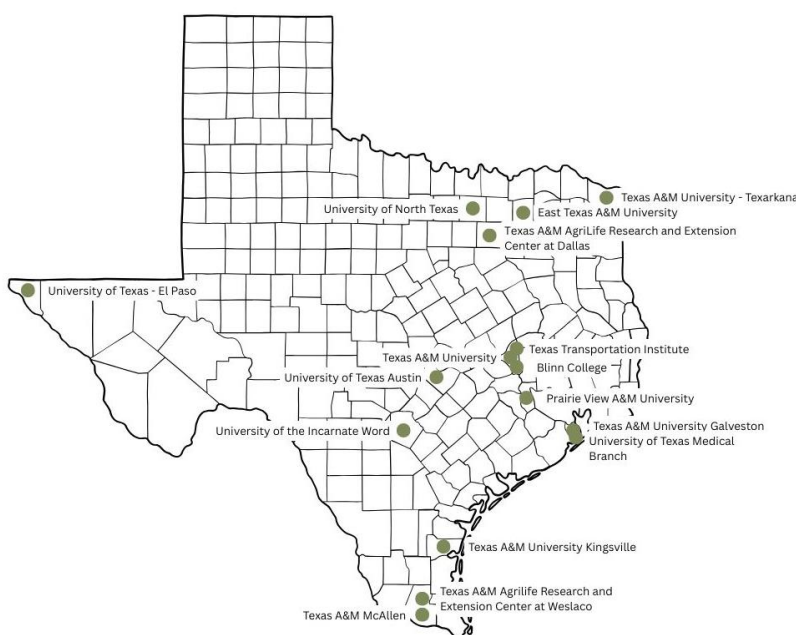 Texas A&M University - Texarkana
University of North Texas
East Texas A&M University
Texas A&M AgriLife Research and Extension
Center at Dallas
University of Texas - El Paso
Texas Transportation Institute
Texas A&M University
Blinn College
University of Texas Austin
Prairie View A&M University
Texas A&M University Galveston
University of the Incarnate Word
University of Texas Medical
Branch
Texas A&M University Kingsville
Texas A&M Agrilife Research and
Extension Center at Weslaco
Texas A&M McAllen